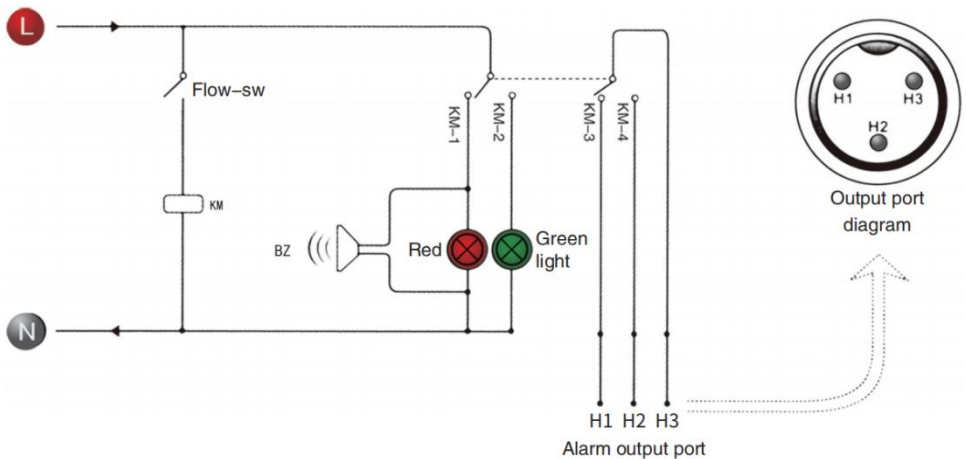 L
Flow-sw
KM-1
KM-2
KM-3
KM-4
H1
H3
H2
Output port
diagram
KM
BZ
Red
Green
light
N
H1
H2
H3
Alarm output port